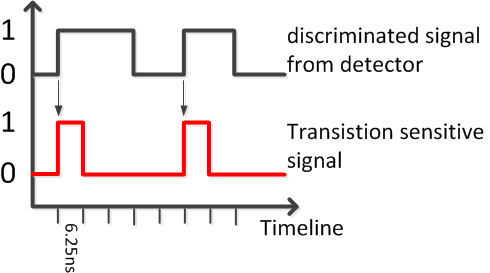 1
discriminated signal
0
from detector
1
Transistion sensitive
signal
0
Timeline
6.25ns